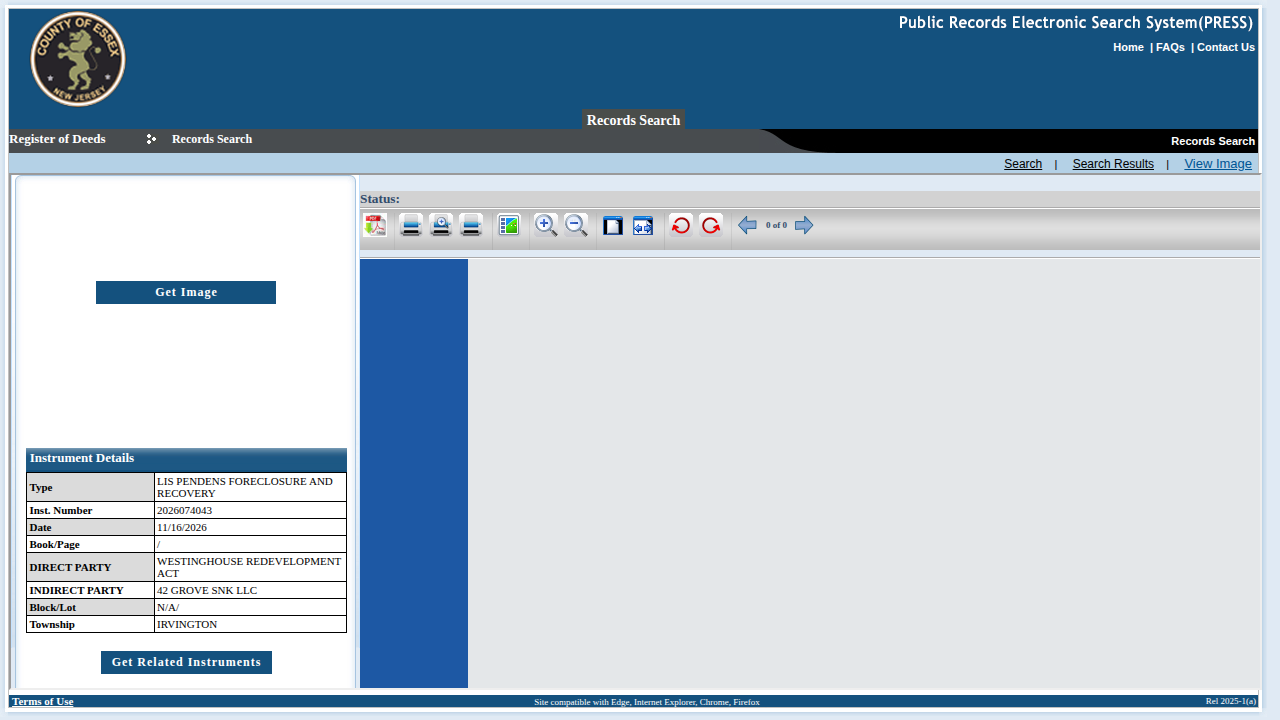 COUNTY OF ESSEX
NEW JERSEY
Public Records Electronic Search System(PRESS)
Home | FAQs | Contact Us
Records Search
Register of Deeds Records Search Records Search
Search | Search Results | View Image
Status:
0 of 0
Get Image
Instrument Details
Type LIS PENDENS FORECLOSURE AND
RECOVERY
Inst. Number 2026074043
Date 11/16/2026
Book/Page /
DIRECT PARTY WESTINGHOUSE REDEVELOPMENT
ACT
INDIRECT PARTY 42 GROVE SNK LLC
Block/Lot N/A/
Township IRVINGTON
Get Related Instruments
Terms of Use Site compatible with Edge, Internet Explorer, Chrome, Firefox Rel 2025-1(a)